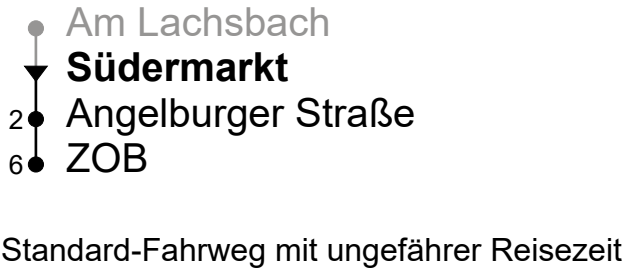 Am Lachsbach
Südermarkt
2 Angelburger Straße
6 ZOB
Standard-Fahrweg mit ungefährer Reisezeit